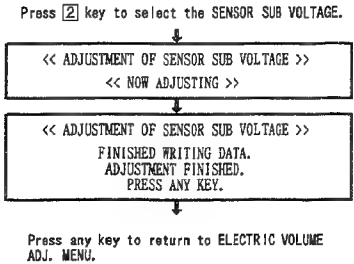 Press 2 key to select the SENSOR SUB VOLTAGE.
<< ADJUSTMENT OF SENSOR SUB VOLTAGE >>
<< NOW ADJUSTING >>
<< ADJUSTMENT OF SENSOR SUB VOLTAGE >>
FINISHED WRITING DATA.
ADJUSTMENT FINISHED.
PRESS ANY KEY.
Press any key to return to ELECTRIC VOLUME
ADJ. MENU.